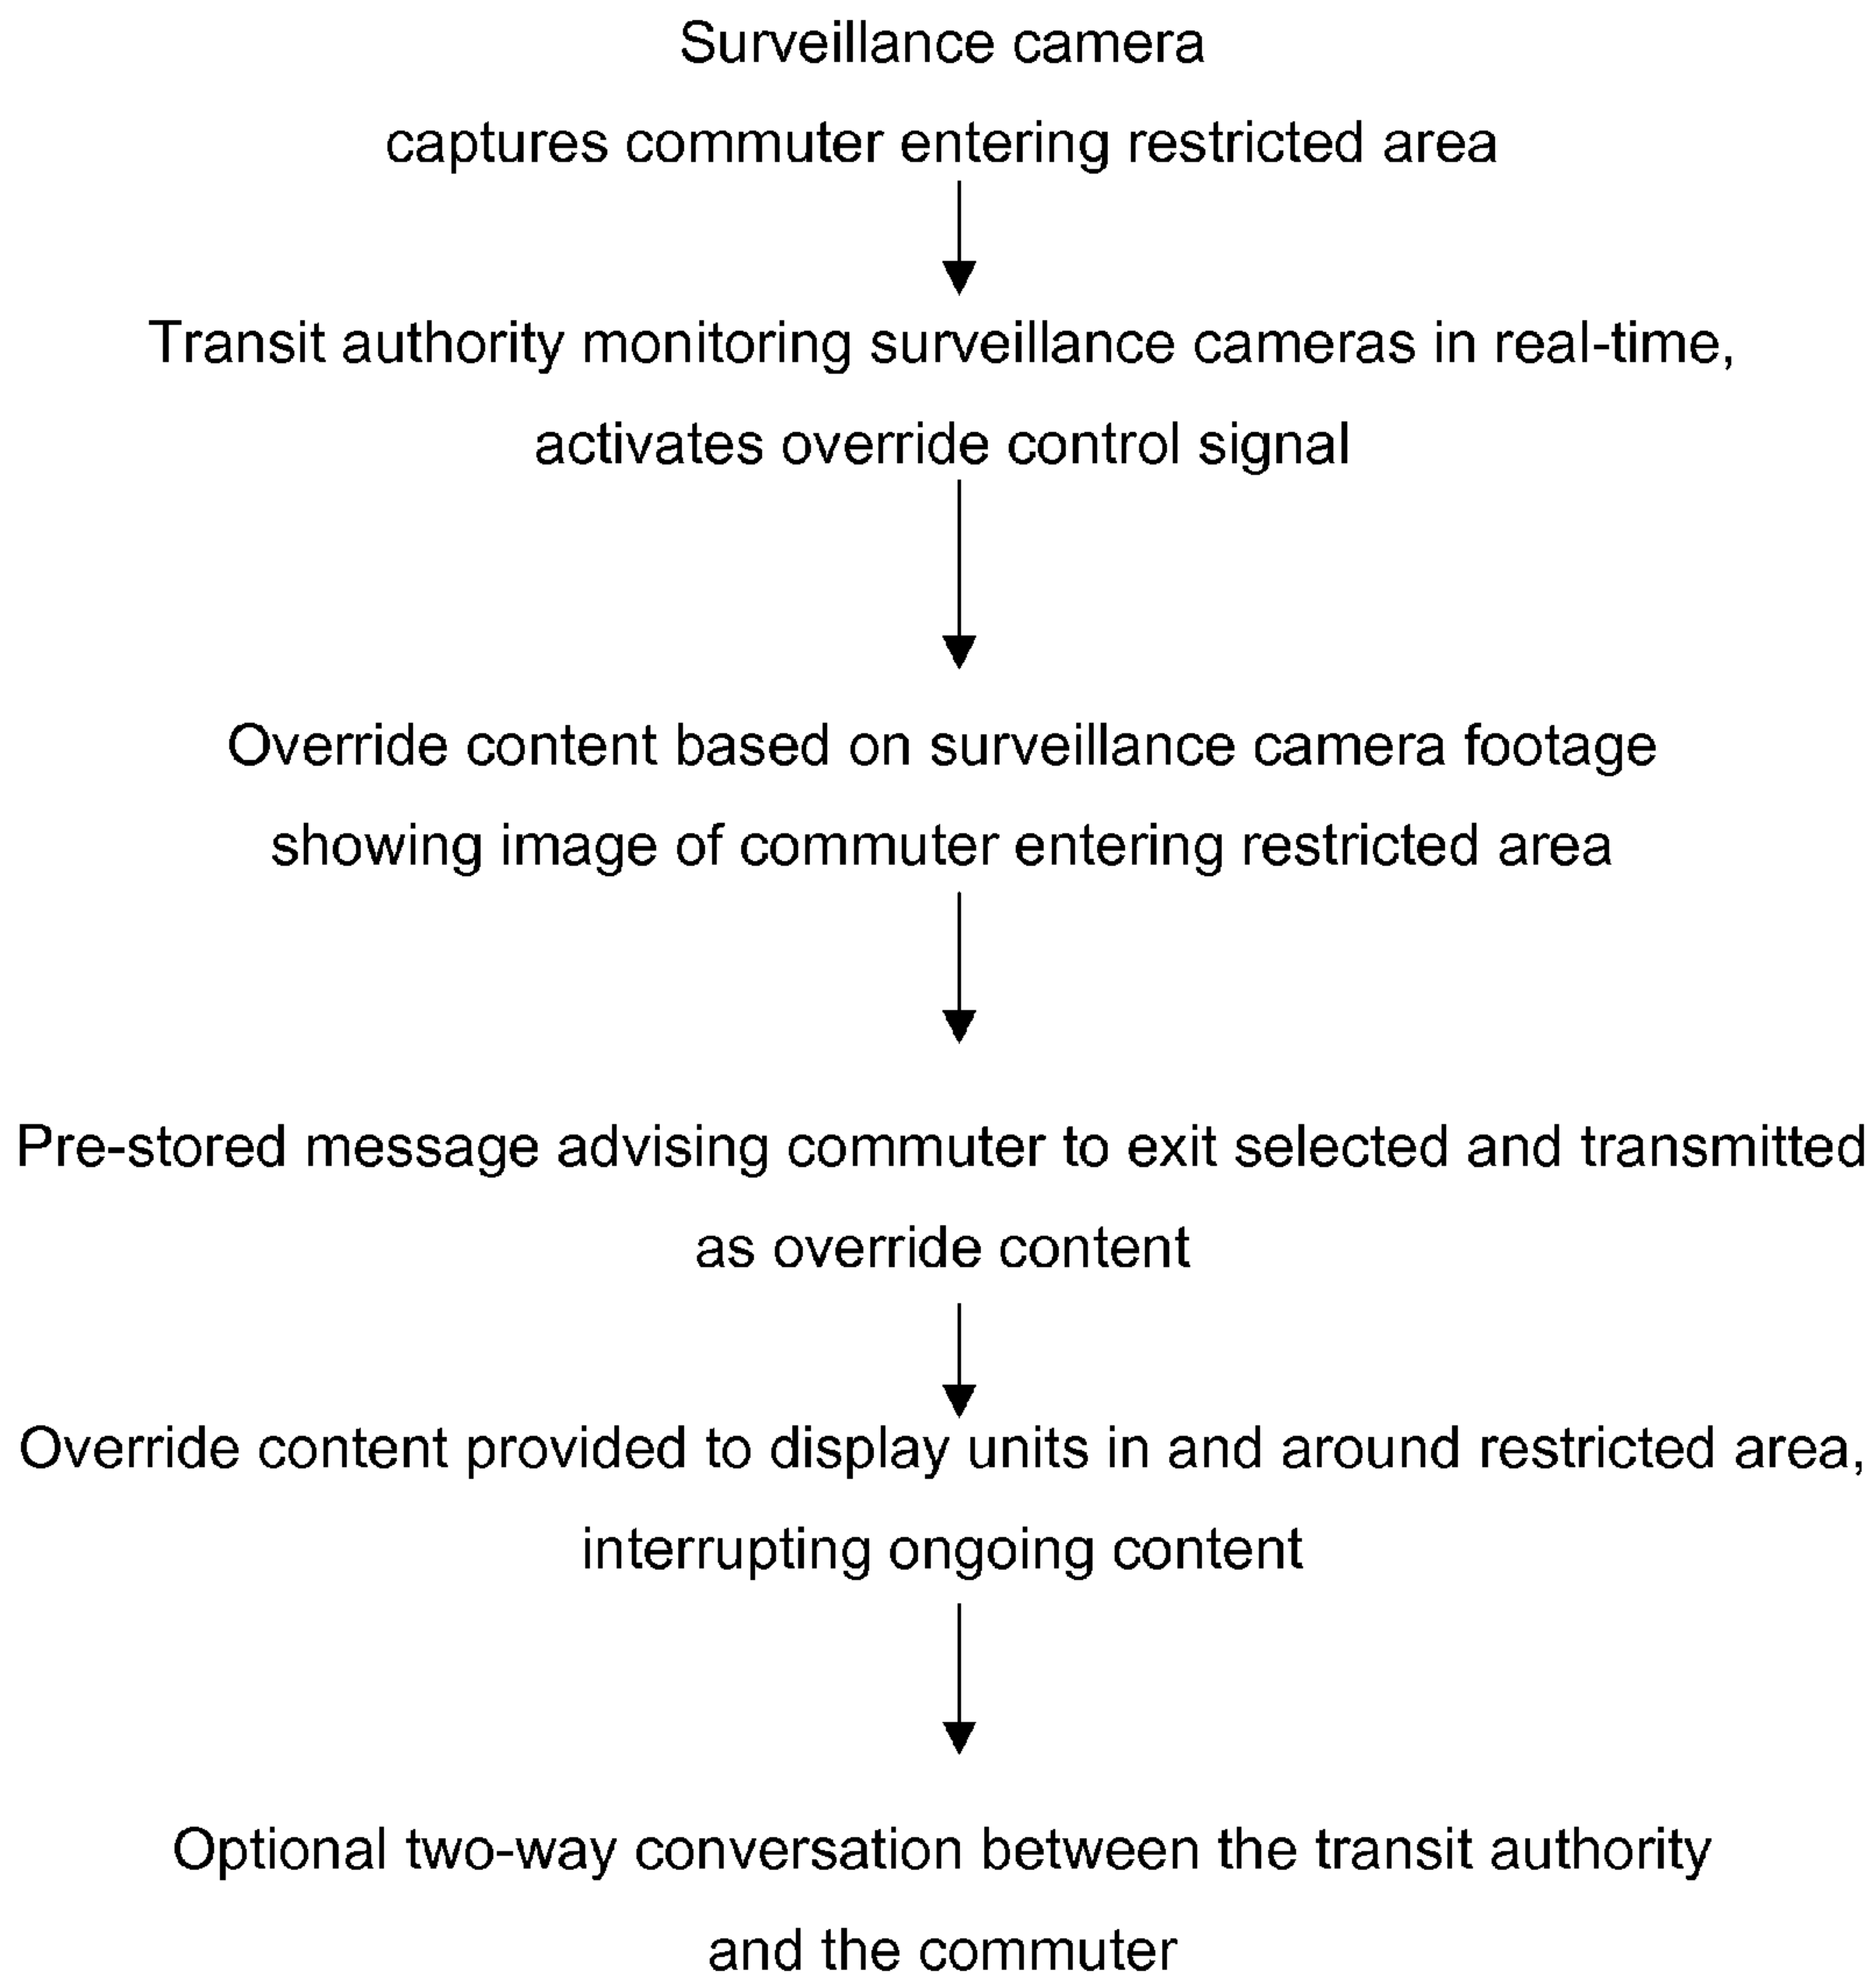 Surveillance camera
captures commuter entering restricted area
Transit authority monitoring surveillance cameras in real-time,
activates override control signal
Override content based on surveillance camera footage
showing image of commuter entering restricted area
Pre-stored message advising commuter to exit selected and transmitted
as override content
Override content provided to display units in and around restricted area,
interrupting ongoing content
Optional two-way conversation between the transit authority
and the commuter